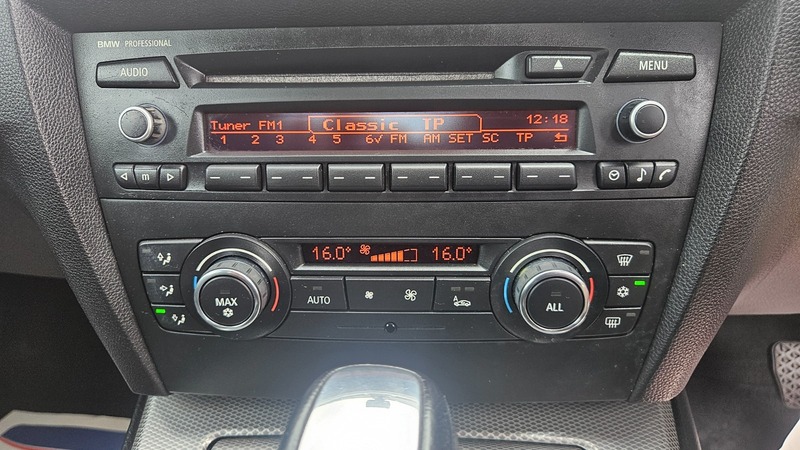 BMW PROFESSIONAL
AUDIO
MENU
Tuner FM1 Classic TP 12:18
1 2 3 4 5 6√ FM AM SET SC TP
m
16.0° 16.0°
MAX
AUTO
A
ALL